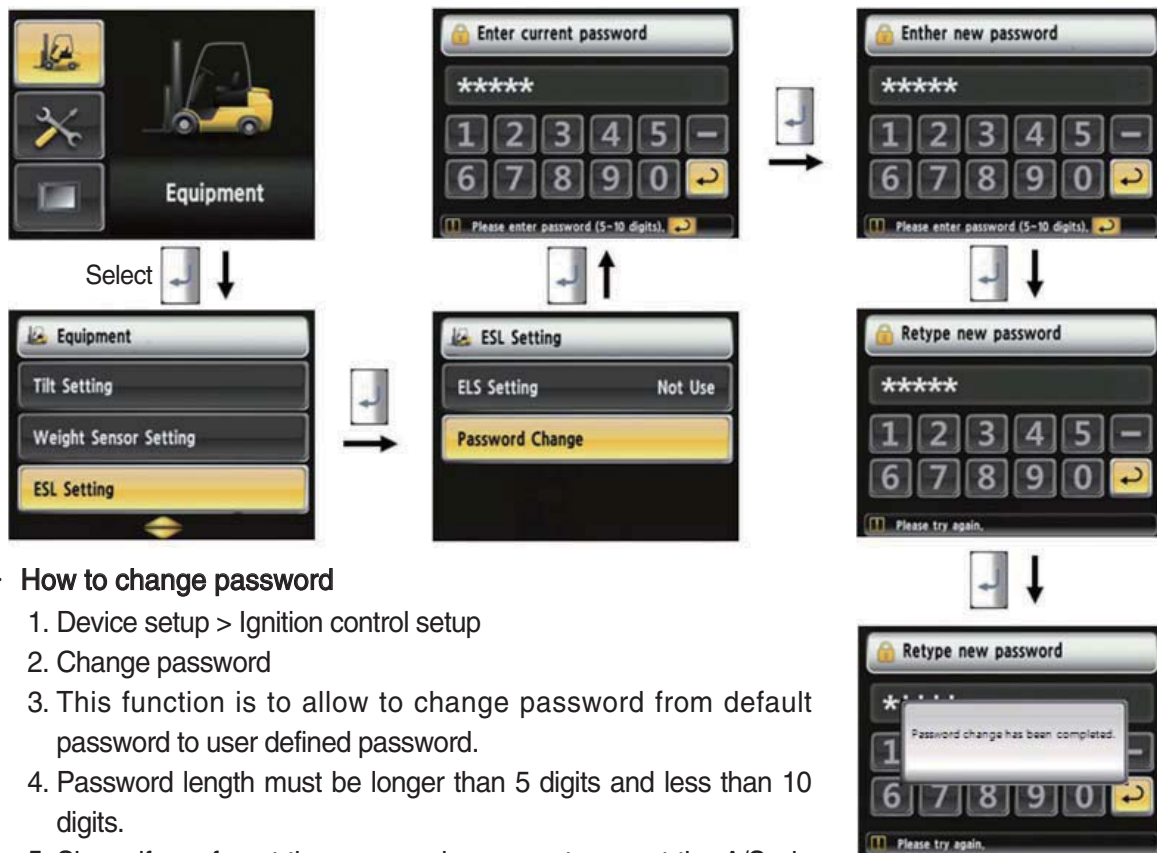 Equipment
Select
Equipment
Tilt Setting
Weight Sensor Setting
ESL Setting
ESL Setting
ELS Setting Not Use
Password Change
Enter current password
*****
1 2 3 4 5 −
6 7 8 9 0
Please enter password (5~10 digits).
Enther new password
*****
1 2 3 4 5 −
6 7 8 9 0
Please enter password (5~10 digits).
Retype new password
*****
1 2 3 4 5 −
6 7 8 9 0
Please try again.
Retype new password
*
Password change has been completed.
1 −
6 7 8 9 0
Please try again.
How to change password
1. Device setup > Ignition control setup
2. Change password
3. This function is to allow to change password from default
password to user defined password.
4. Password length must be longer than 5 digits and less than 10
digits.